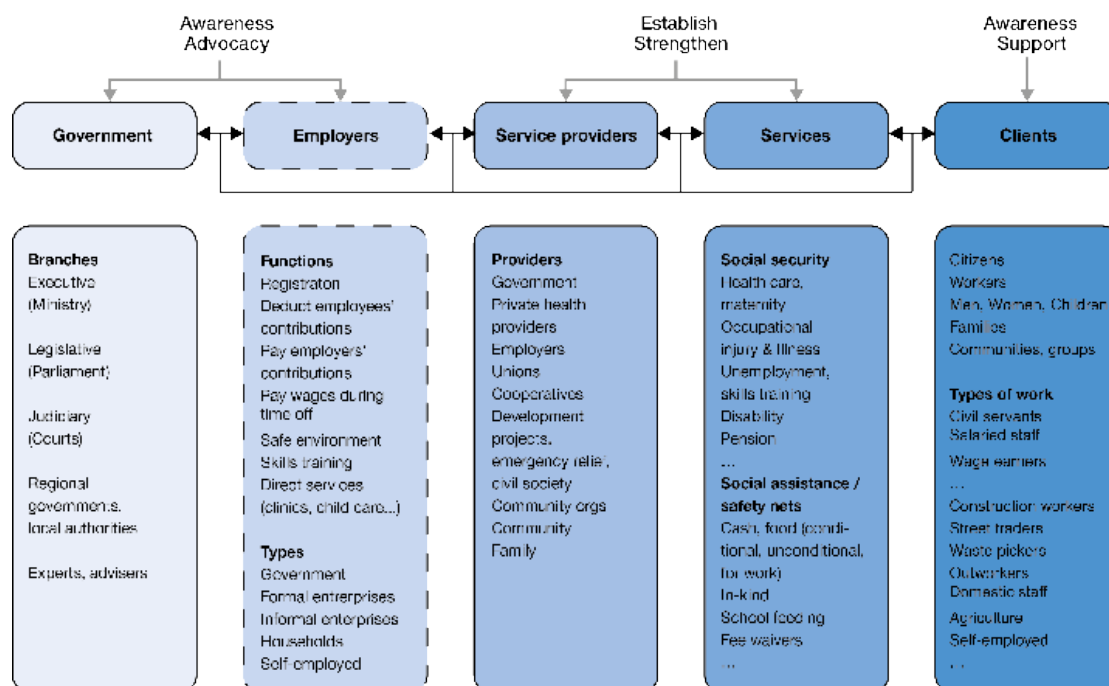 Awareness
Advocacy
Establish
Strengthen
Awareness
Support
Government
Employers
Service providers
Services
Clients
Branches
Executive
(Ministry)
Legislative
(Parliament)
Judiciary
(Courts)
Regional
governments,
local authorities
Experts, advisers
Functions
Registraton
Deduct employees'
contributions
Pay employers'
contributions
Pay wages during
time off
Safe environment
Skills training
Direct services
(clinics, child care...)
Types
Government
Formal entrerprises
Informal enterprises
Households
Self-employed
Providers
Government
Private health
providers
Employers
Unions
Cooperatives
Development
projects,
emergency relief,
civil society
Community orgs
Community
Family
Social security
Health care,
maternity
Occupational
injury & Illness
Unemployment,
skills training
Disability
Pension
...
Social assistance /
safety nets
Cash, food (condi-
tional, unconditional,
for work)
In-kind
School feeding
Fee waivers
...
Citizens
Workers
Men, Women, Children
Families
Communities, groups
Types of work
Civil servants
Salaried staff
Wage earners
...
Construction workers
Street traders
Waste pickers
Outworkers
Domestic staff
Agriculture
Self-employed
...